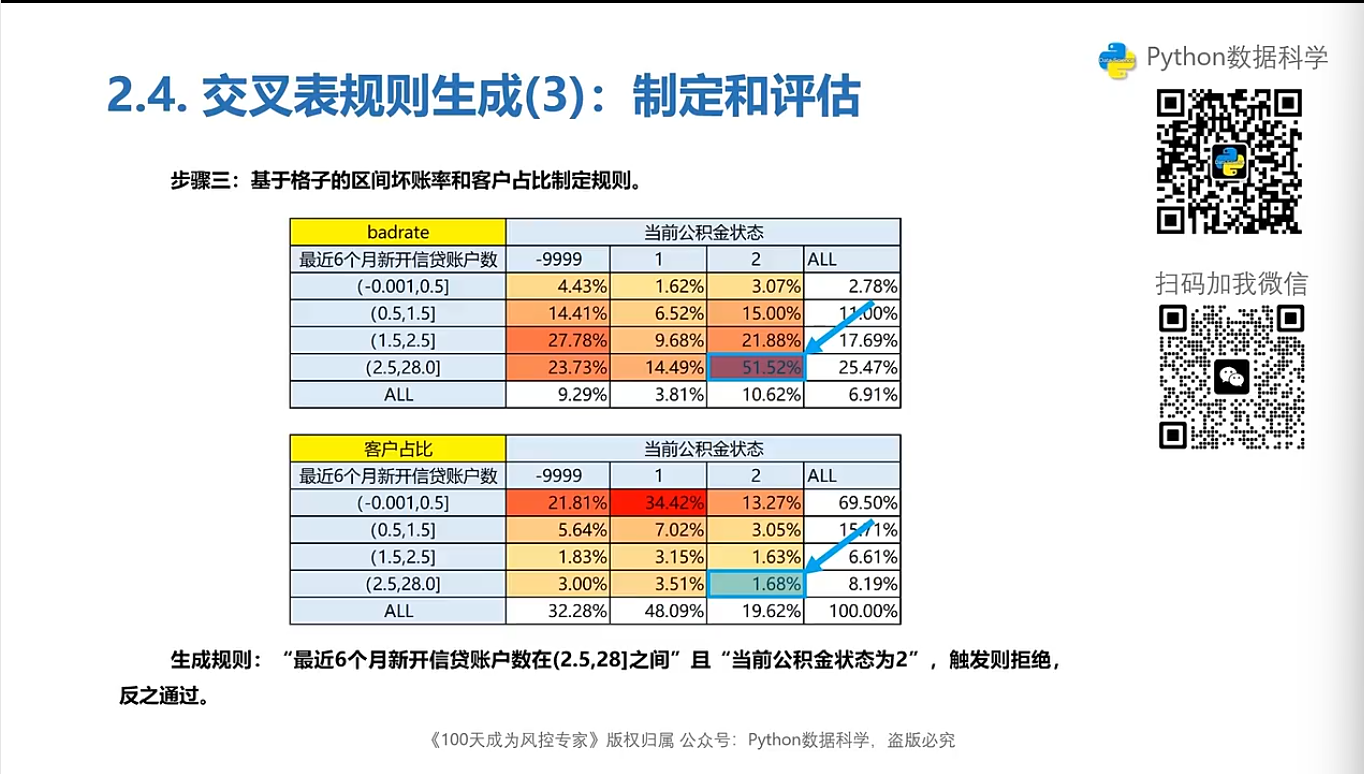 Python数据科学
2.4. 交叉表规则生成(3)：制定和评估
扫码加我微信
步骤三：基于格子的区间坏账率和客户占比制定规则。
badrate 当前公积金状态
最近6个月新开信贷账户数 -9999 1 2 ALL
(-0.001,0.5] 4.43% 1.62% 3.07% 2.78%
(0.5,1.5] 14.41% 6.52% 15.00% 11.00%
(1.5,2.5] 27.78% 9.68% 21.88% 17.69%
(2.5,28.0] 23.73% 14.49% 51.52% 25.47%
ALL 9.29% 3.81% 10.62% 6.91%
客户占比 当前公积金状态
最近6个月新开信贷账户数 -9999 1 2 ALL
(-0.001,0.5] 21.81% 34.42% 13.27% 69.50%
(0.5,1.5] 5.64% 7.02% 3.05% 15.71%
(1.5,2.5] 1.83% 3.15% 1.63% 6.61%
(2.5,28.0] 3.00% 3.51% 1.68% 8.19%
ALL 32.28% 48.09% 19.62% 100.00%
生成规则：“最近6个月新开信贷账户数在(2.5,28]之间”且“当前公积金状态为2”，触发则拒绝，
反之通过。
《100天成为风控专家》版权归属 公众号：Python数据科学，盗版必究